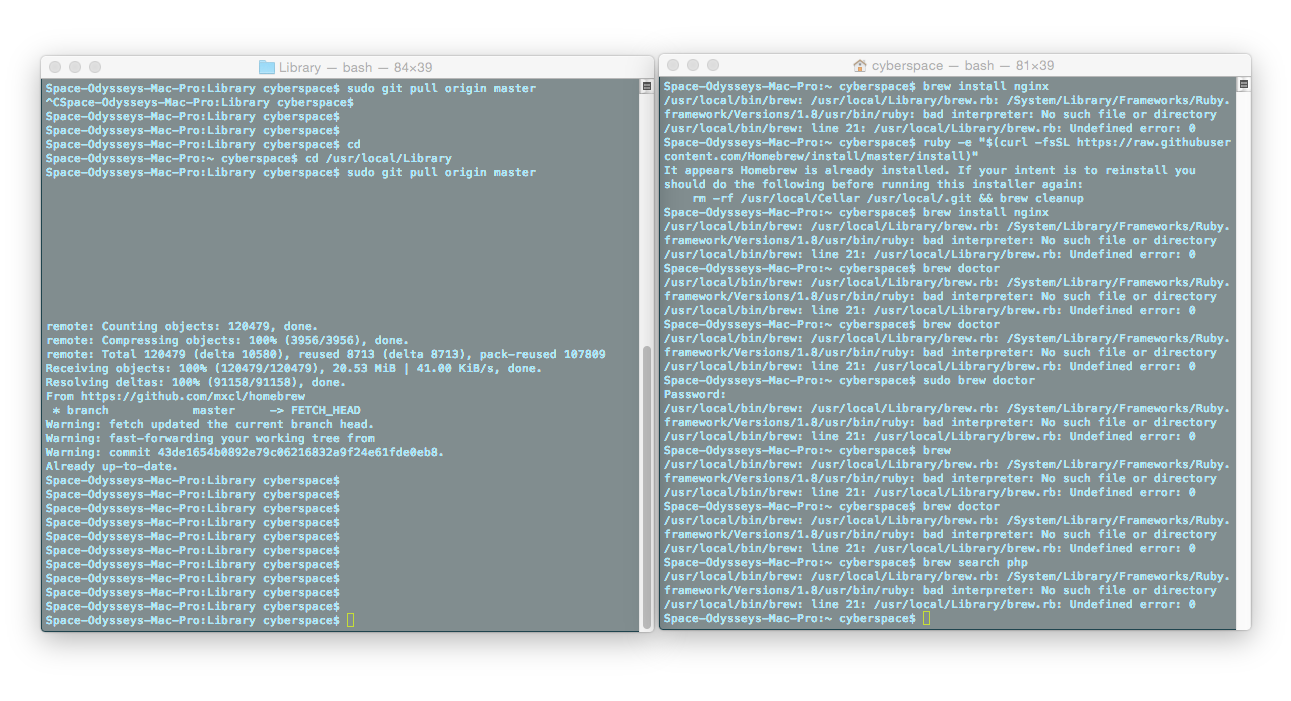 Library — bash — 84×39
Space-Odysseys-Mac-Pro:Library cyberspace$ sudo git pull origin master
^CSpace-Odysseys-Mac-Pro:Library cyberspace$
Space-Odysseys-Mac-Pro:Library cyberspace$
Space-Odysseys-Mac-Pro:Library cyberspace$
Space-Odysseys-Mac-Pro:Library cyberspace$ cd
Space-Odysseys-Mac-Pro:~ cyberspace$ cd /usr/local/Library
Space-Odysseys-Mac-Pro:Library cyberspace$ sudo git pull origin master
remote: Counting objects: 120479, done.
remote: Compressing objects: 100% (3956/3956), done.
remote: Total 120479 (delta 10580), reused 8713 (delta 8713), pack-reused 107809
Receiving objects: 100% (120479/120479), 20.53 MiB | 41.00 KiB/s, done.
Resolving deltas: 100% (91158/91158), done.
From https://github.com/mxcl/homebrew
 * branch            master     -> FETCH_HEAD
Warning: fetch updated the current branch head.
Warning: fast-forwarding your working tree from
Warning: commit 43de1654b0892e79c06216832a9f24e61fde0eb8.
Already up-to-date.
Space-Odysseys-Mac-Pro:Library cyberspace$
Space-Odysseys-Mac-Pro:Library cyberspace$
Space-Odysseys-Mac-Pro:Library cyberspace$
Space-Odysseys-Mac-Pro:Library cyberspace$
Space-Odysseys-Mac-Pro:Library cyberspace$
Space-Odysseys-Mac-Pro:Library cyberspace$
Space-Odysseys-Mac-Pro:Library cyberspace$
Space-Odysseys-Mac-Pro:Library cyberspace$
Space-Odysseys-Mac-Pro:Library cyberspace$
Space-Odysseys-Mac-Pro:Library cyberspace$
Space-Odysseys-Mac-Pro:Library cyberspace$
cyberspace — bash — 81×39
Space-Odysseys-Mac-Pro:~ cyberspace$ brew install nginx
/usr/local/bin/brew: /usr/local/Library/brew.rb: /System/Library/Frameworks/Ruby.
framework/Versions/1.8/usr/bin/ruby: bad interpreter: No such file or directory
/usr/local/bin/brew: line 21: /usr/local/Library/brew.rb: Undefined error: 0
Space-Odysseys-Mac-Pro:~ cyberspace$ ruby -e "$(curl -fsSL https://raw.githubuser
content.com/Homebrew/install/master/install)"
It appears Homebrew is already installed. If your intent is to reinstall you
should do the following before running this installer again:
    rm -rf /usr/local/Cellar /usr/local/.git && brew cleanup
Space-Odysseys-Mac-Pro:~ cyberspace$ brew install nginx
/usr/local/bin/brew: /usr/local/Library/brew.rb: /System/Library/Frameworks/Ruby.
framework/Versions/1.8/usr/bin/ruby: bad interpreter: No such file or directory
/usr/local/bin/brew: line 21: /usr/local/Library/brew.rb: Undefined error: 0
Space-Odysseys-Mac-Pro:~ cyberspace$ brew doctor
/usr/local/bin/brew: /usr/local/Library/brew.rb: /System/Library/Frameworks/Ruby.
framework/Versions/1.8/usr/bin/ruby: bad interpreter: No such file or directory
/usr/local/bin/brew: line 21: /usr/local/Library/brew.rb: Undefined error: 0
Space-Odysseys-Mac-Pro:~ cyberspace$ brew doctor
/usr/local/bin/brew: /usr/local/Library/brew.rb: /System/Library/Frameworks/Ruby.
framework/Versions/1.8/usr/bin/ruby: bad interpreter: No such file or directory
/usr/local/bin/brew: line 21: /usr/local/Library/brew.rb: Undefined error: 0
Space-Odysseys-Mac-Pro:~ cyberspace$ sudo brew doctor
Password:
/usr/local/bin/brew: /usr/local/Library/brew.rb: /System/Library/Frameworks/Ruby.
framework/Versions/1.8/usr/bin/ruby: bad interpreter: No such file or directory
/usr/local/bin/brew: line 21: /usr/local/Library/brew.rb: Undefined error: 0
Space-Odysseys-Mac-Pro:~ cyberspace$ brew
/usr/local/bin/brew: /usr/local/Library/brew.rb: /System/Library/Frameworks/Ruby.
framework/Versions/1.8/usr/bin/ruby: bad interpreter: No such file or directory
/usr/local/bin/brew: line 21: /usr/local/Library/brew.rb: Undefined error: 0
Space-Odysseys-Mac-Pro:~ cyberspace$ brew doctor
/usr/local/bin/brew: /usr/local/Library/brew.rb: /System/Library/Frameworks/Ruby.
framework/Versions/1.8/usr/bin/ruby: bad interpreter: No such file or directory
/usr/local/bin/brew: line 21: /usr/local/Library/brew.rb: Undefined error: 0
Space-Odysseys-Mac-Pro:~ cyberspace$ brew search php
/usr/local/bin/brew: /usr/local/Library/brew.rb: /System/Library/Frameworks/Ruby.
framework/Versions/1.8/usr/bin/ruby: bad interpreter: No such file or directory
/usr/local/bin/brew: line 21: /usr/local/Library/brew.rb: Undefined error: 0
Space-Odysseys-Mac-Pro:~ cyberspace$